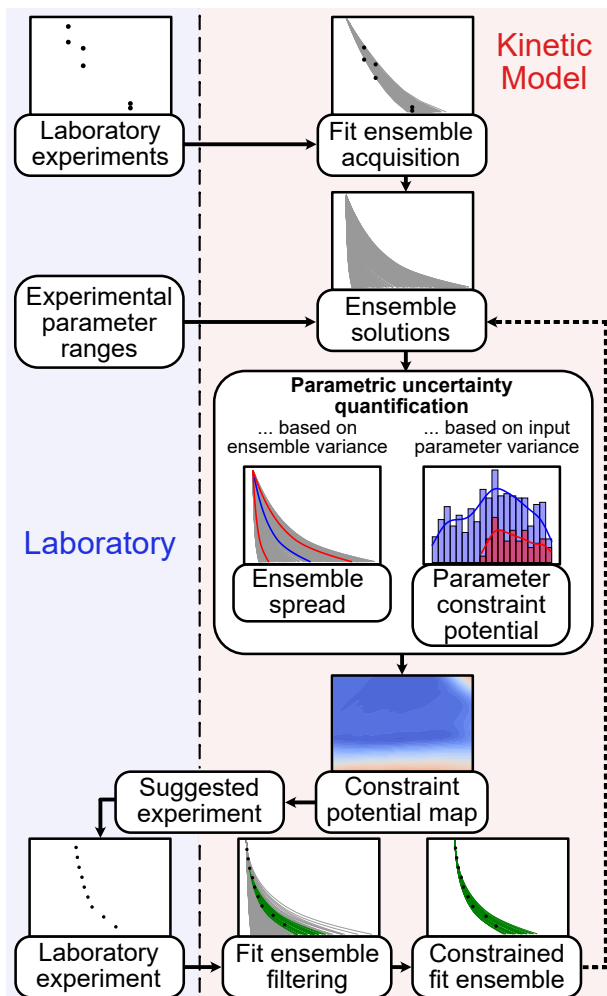 Kinetic
Model
Laboratory
experiments
Fit ensemble
acquisition
Experimental
parameter
ranges
Ensemble
solutions
Parametric uncertainty
quantification
... based on
ensemble variance
... based on input
parameter variance
Laboratory
Ensemble
spread
Parameter
constraint
potential
Suggested
experiment
Constraint
potential map
Laboratory
experiment
Fit ensemble
filtering
Constrained
fit ensemble